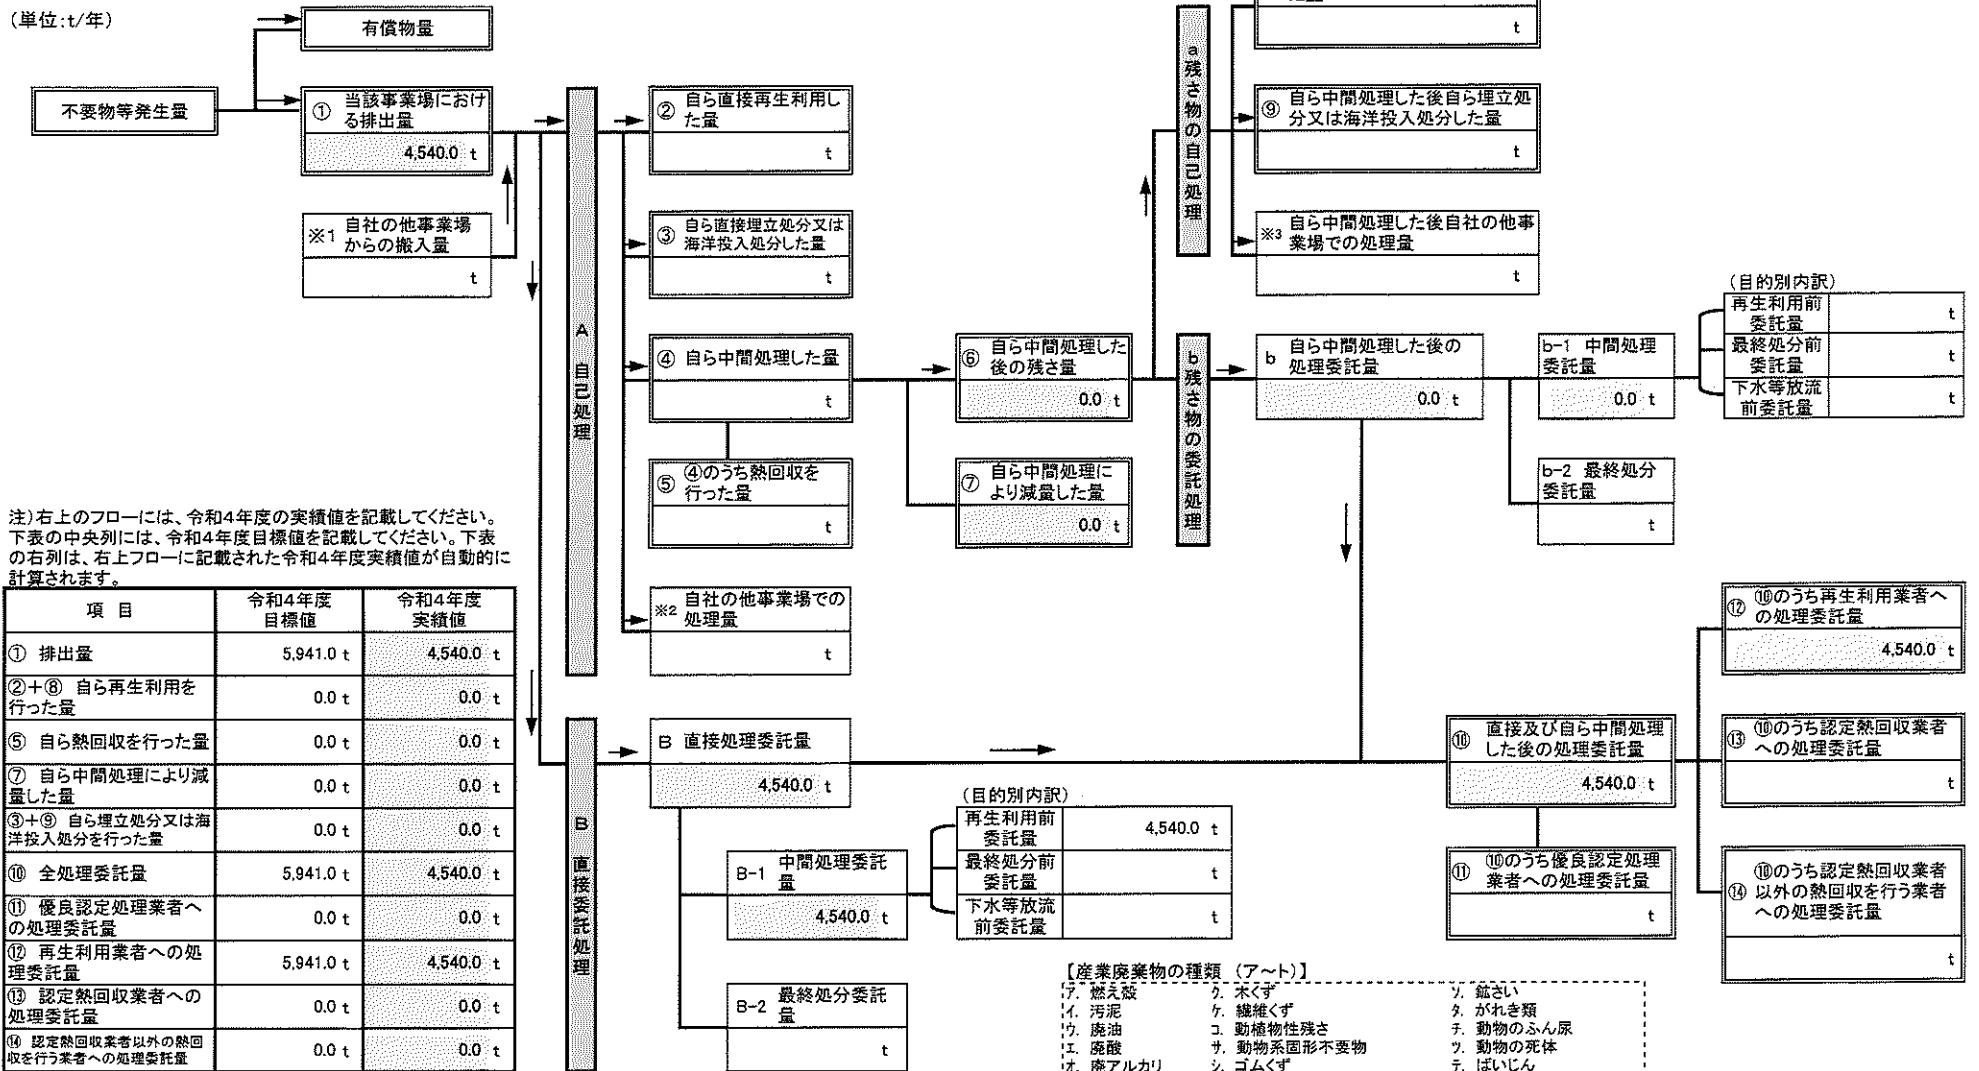 (単位:t/年)
有償物量
不要物等発生量
① 当該事業場におけ
る排出量
4,540.0 t
※1 自社の他事業場
からの搬入量
t
A 自己処理
② 自ら直接再生利用し
た量
t
③ 自ら直接埋立処分又は
海洋投入処分した量
t
④ 自ら中間処理した量
t
⑤ ④のうち熱回収を
行った量
t
※2 自社の他事業場での
処理量
t
⑥ 自ら中間処理した
後の残さ量
0.0 t
⑦ 自ら中間処理に
より減量した量
0.0 t
a 残さ物の自己処理
t
⑨ 自ら中間処理した後自ら埋立処
分又は海洋投入処分した量
t
※3 自ら中間処理した後自社の他事
業場での処理量
t
b 残さ物の委託処理
b 自ら中間処理した後の
処理委託量
0.0 t
b-1 中間処理
委託量
0.0 t
(目的別内訳)
再生利用前
委託量
t
最終処分前
委託量
t
下水等放流
前委託量
t
b-2 最終処分
委託量
t
注)右上のフローには、令和4年度の実績値を記載してください。
下表の中央列には、令和4年度目標値を記載してください。下表
の右列は、右上フローに記載された令和4年度実績値が自動的に
計算されます。
項 目 令和4年度 令和4年度
目標値 実績値
① 排出量 5,941.0 t 4,540.0 t
②+⑧ 自ら再生利用を
行った量 0.0 t 0.0 t
⑤ 自ら熱回収を行った量 0.0 t 0.0 t
⑦ 自ら中間処理により減
量した量 0.0 t 0.0 t
③+⑨ 自ら埋立処分又は海
洋投入処分を行った量 0.0 t 0.0 t
⑩ 全処理委託量 5,941.0 t 4,540.0 t
⑪ 優良認定処理業者へ
の処理委託量 0.0 t 0.0 t
⑫ 再生利用業者への処
理委託量 5,941.0 t 4,540.0 t
⑬ 認定熱回収業者への
処理委託量 0.0 t 0.0 t
⑭ 認定熱回収業者以外の熱回
収を行う業者への処理委託量 0.0 t 0.0 t
B 直接委託処理
B 直接処理委託量
4,540.0 t
B-1 中間処理委託
量
4,540.0 t
(目的別内訳)
再生利用前
委託量
4,540.0 t
最終処分前
委託量
t
下水等放流
前委託量
t
B-2 最終処分委託
量
t
⑩ 直接及び自ら中間処理
した後の処理委託量
4,540.0 t
⑪ ⑩のうち優良認定処理
業者への処理委託量
t
⑫ ⑩のうち再生利用業者へ
の処理委託量
4,540.0 t
⑬ ⑩のうち認定熱回収業者
への処理委託量
t
⑭ ⑩のうち認定熱回収業者
以外の熱回収を行う業者
への処理委託量
t
【産業廃棄物の種類 (ア~ト)】
ア. 燃え殻 ク. 木くず ソ. 鉱さい
イ. 汚泥 ケ. 繊維くず タ. がれき類
ウ. 廃油 コ. 動植物性残さ チ. 動物のふん尿
エ. 廃酸 サ. 動物系固形不要物 ツ. 動物の死体
オ. 廃アルカリ シ. ゴムくず テ. ばいじん